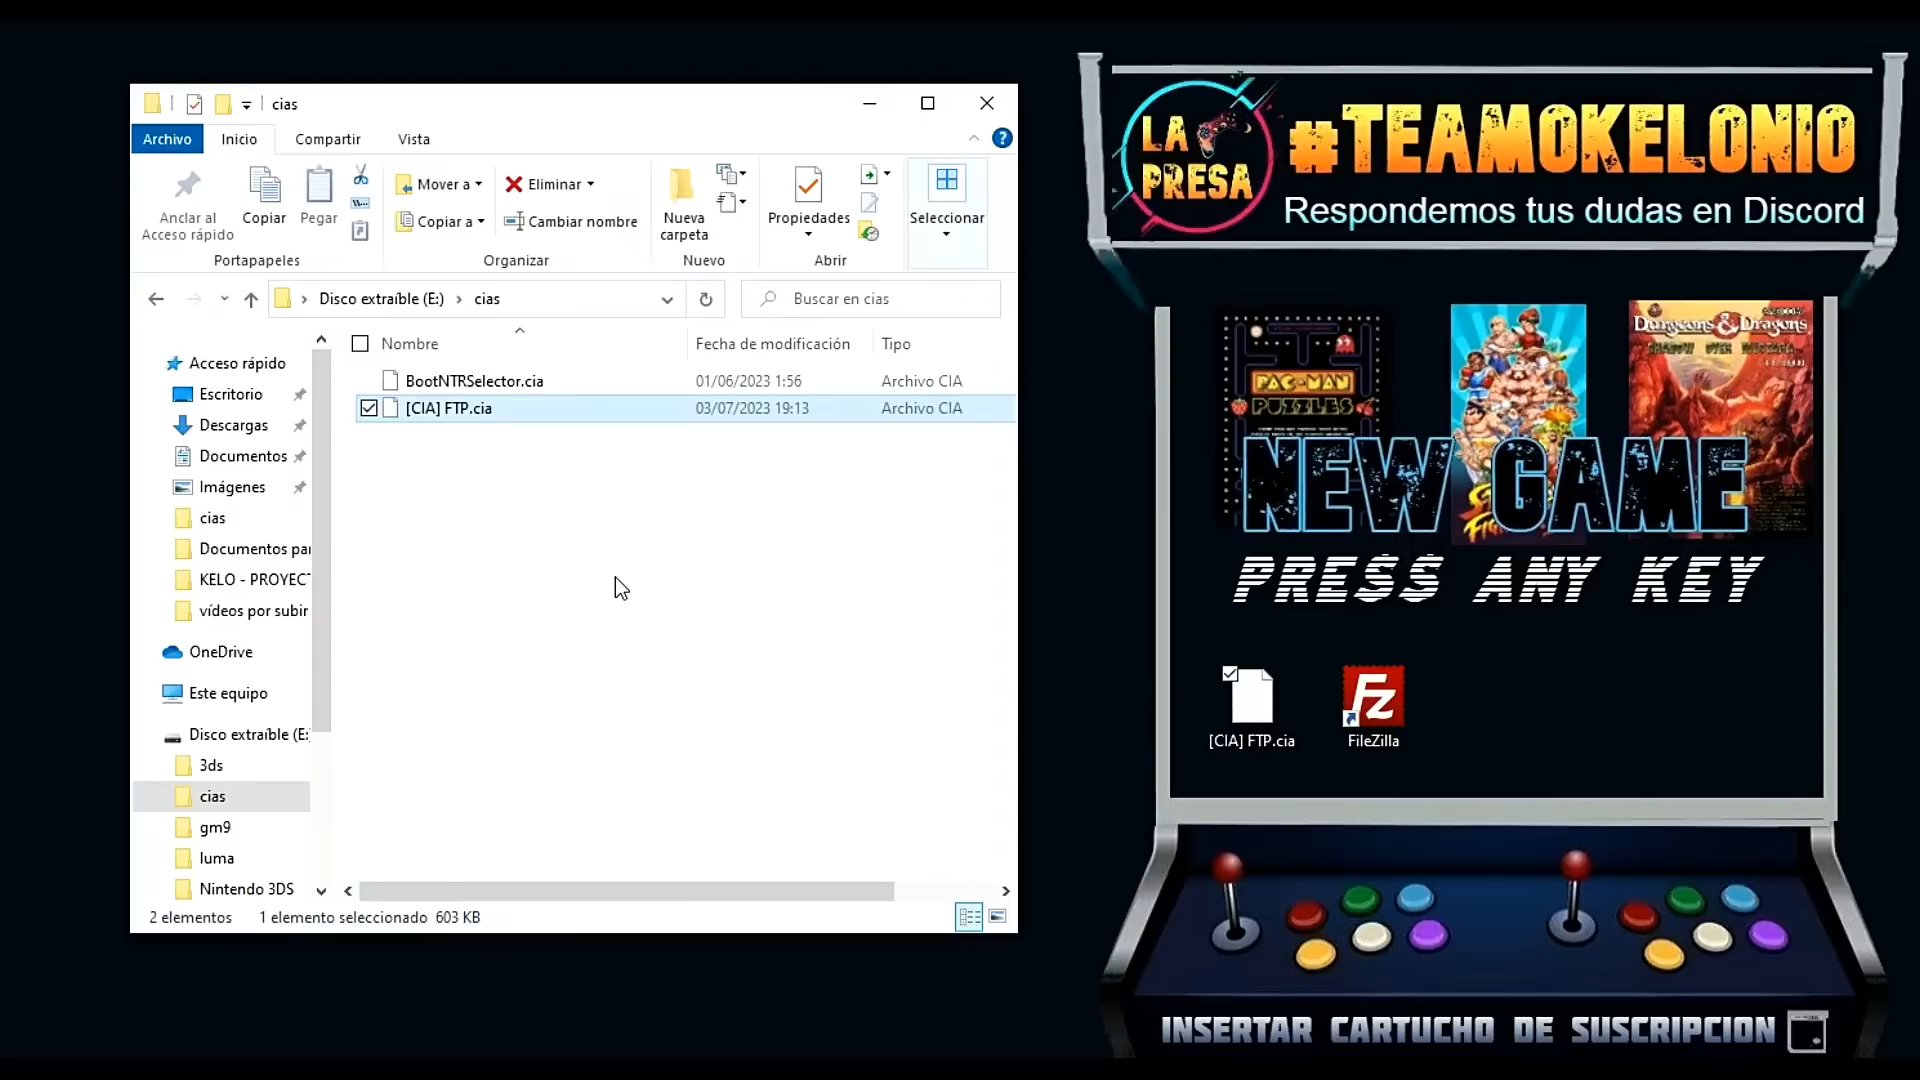 cias
Archivo
Inicio
Compartir
Vista
Anclar al
Acceso rápido
Copiar
Pegar
Mover a
Copiar a
Eliminar
Cambiar nombre
Nueva
carpeta
Propiedades
Seleccionar
Portapapeles
Organizar
Nuevo
Abrir
Disco extraíble (E:)
cias
Buscar en cias
Nombre
Fecha de modificación
Tipo
BootNTRSelector.cia
01/06/2023 1:56
Archivo CIA
[CIA] FTP.cia
03/07/2023 19:13
Archivo CIA
Acceso rápido
Escritorio
Descargas
Documentos
Imágenes
cias
Documentos pa
KELO - PROYEC
vídeos por subir
OneDrive
Este equipo
Disco extraíble (E:
3ds
cias
gm9
luma
Nintendo 3DS
2 elementos
1 elemento seleccionado 603 KB
LA
PRESA
#TEAMOKELONIO
Respondemos tus dudas en Discord
PAC-MAN
PUZZLES
Dungeons & Dragons
NEW GAME
PRESS ANY KEY
[CIA] FTP.cia
Fz
FileZilla
INSERTAR CARTUCHO DE SUSCRIPCION